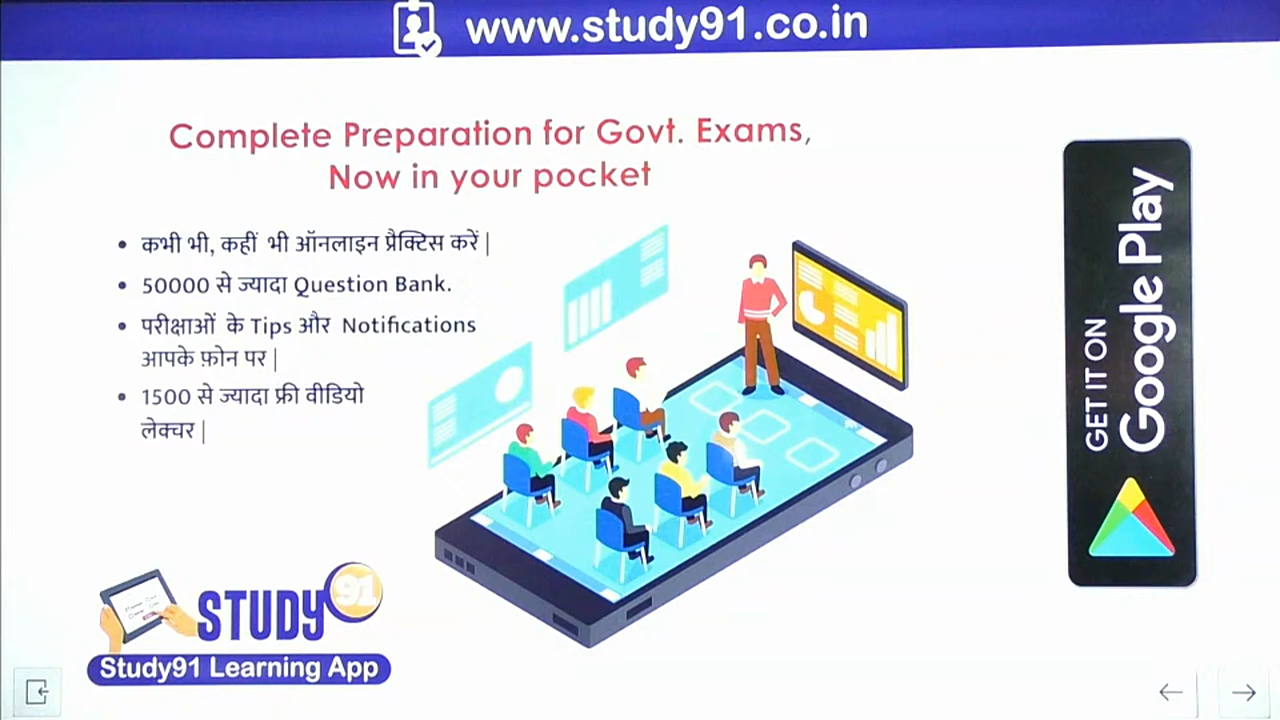 www.study91.co.in
Complete Preparation for Govt. Exams,
Now in your pocket
• कभी भी, कहीं भी ऑनलाइन प्रैक्टिस करें |
• 50000 से ज्यादा Question Bank.
• परीक्षाओं के Tips और Notifications
आपके फ़ोन पर |
• 1500 से ज्यादा फ्री वीडियो
लेक्चर |
GET IT ON
Google Play
STUDY 91
Study91 Learning App